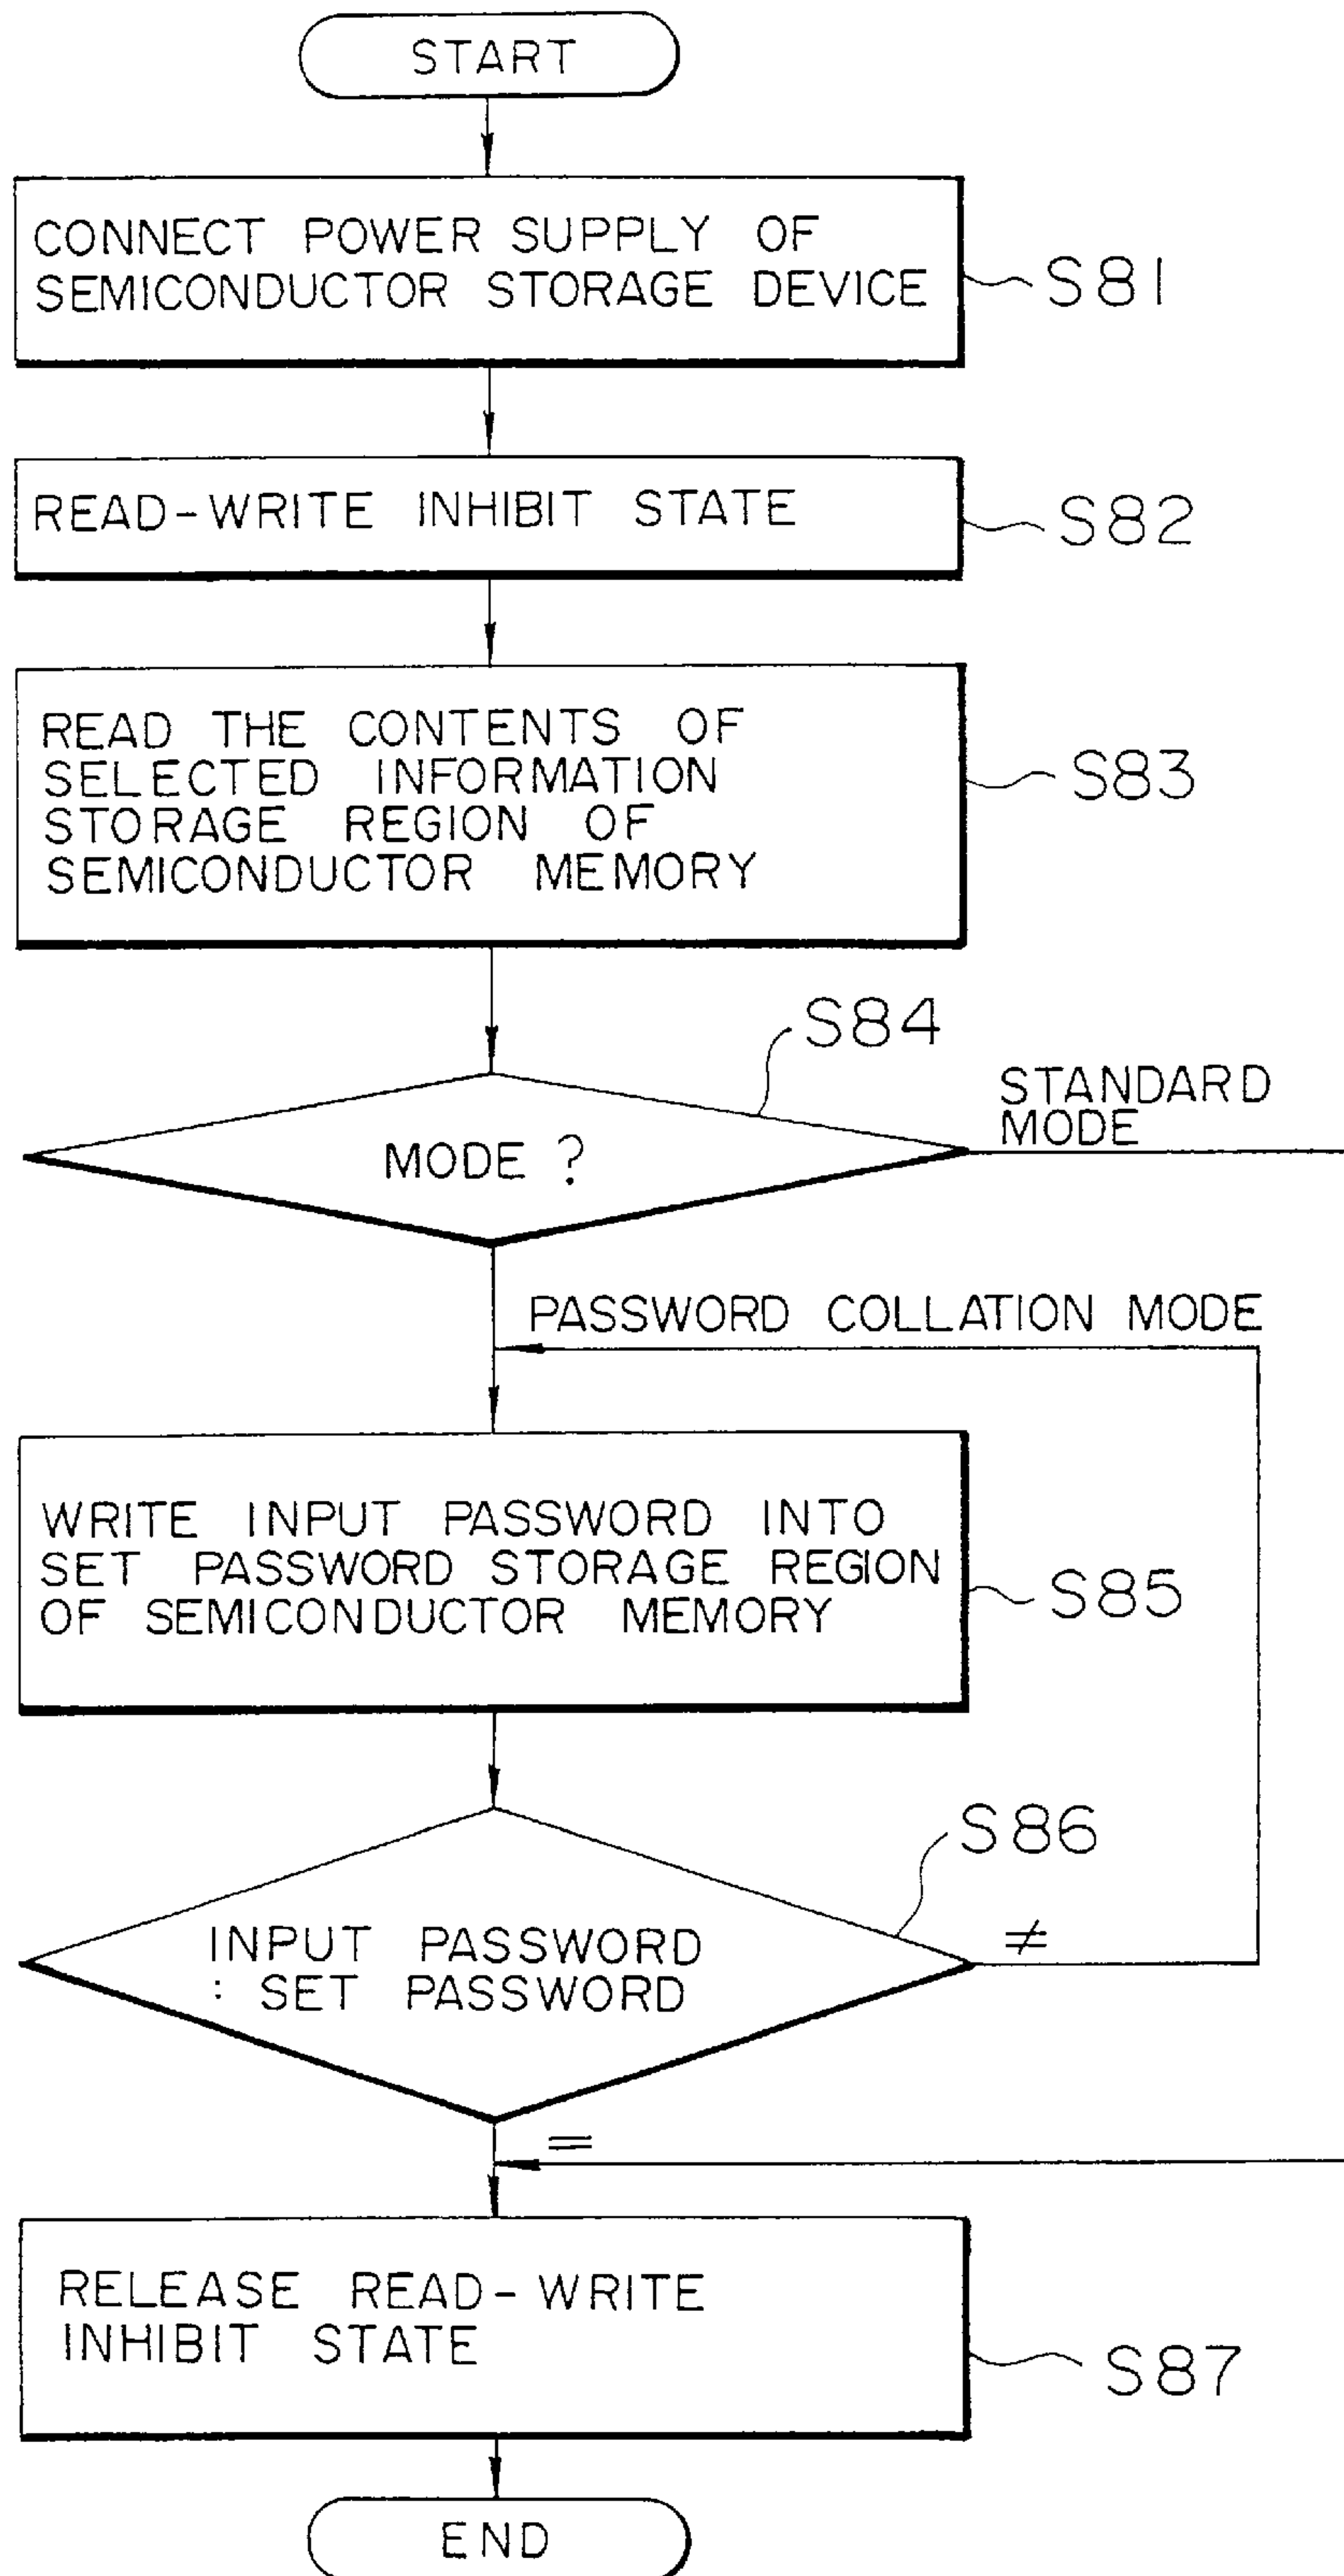 START
CONNECT POWER SUPPLY OF
SEMICONDUCTOR STORAGE DEVICE
S81
READ-WRITE INHIBIT STATE
S82
READ THE CONTENTS OF
SELECTED INFORMATION
STORAGE REGION OF
SEMICONDUCTOR MEMORY
S83
S84
MODE ?
STANDARD
MODE
PASSWORD COLLATION MODE
WRITE INPUT PASSWORD INTO
SET PASSWORD STORAGE REGION
OF SEMICONDUCTOR MEMORY
S85
S86
INPUT PASSWORD
: SET PASSWORD
≠
=
RELEASE READ-WRITE
INHIBIT STATE
S87
END